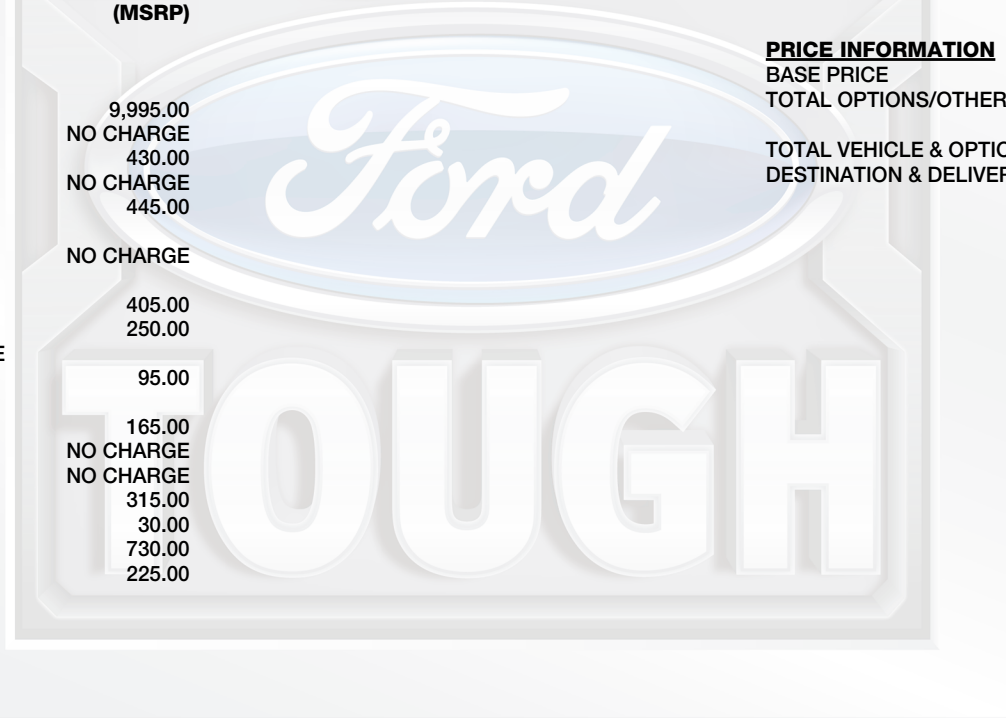 (MSRP)
9,995.00
NO CHARGE
430.00
NO CHARGE
445.00
NO CHARGE
405.00
250.00
E
95.00
165.00
NO CHARGE
NO CHARGE
315.00
30.00
730.00
225.00
PRICE INFORMATION
BASE PRICE
TOTAL OPTIONS/OTHER
TOTAL VEHICLE & OPTIO
DESTINATION & DELIVER
Ford
TOUGH